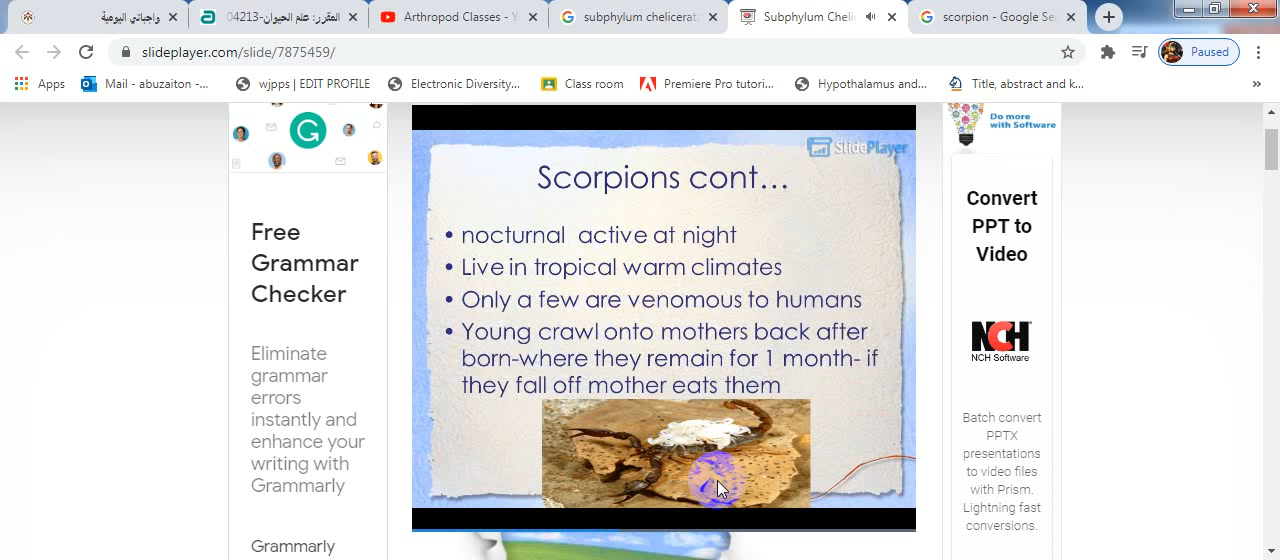 واجباتي اليومية
المقرر: علم الحيوان-04213
Arthropod Classes - Y
subphylum chelicerat
Subphylum Cheli
scorpion - Google Se
slideplayer.com/slide/7875459/
Paused
Apps
Mail - abuzaiton -...
wjpps | EDIT PROFILE
Electronic Diversity...
Class room
Premiere Pro tutori...
Hypothalamus and...
Title, abstract and k...
»
G
Free
Grammar
Checker
Eliminate
grammar
errors
instantly and
enhance your
writing with
Grammarly
Grammarly
SlidePlayer
Scorpions cont...
• nocturnal active at night
• Live in tropical warm climates
• Only a few are venomous to humans
• Young crawl onto mothers back after
born-where they remain for 1 month- if
they fall off mother eats them
Do more
with Software
Convert
PPT to
Video
NCH
NCH Software
Batch convert
PPTX
presentations
to video files
with Prism.
Lightning fast
conversions.